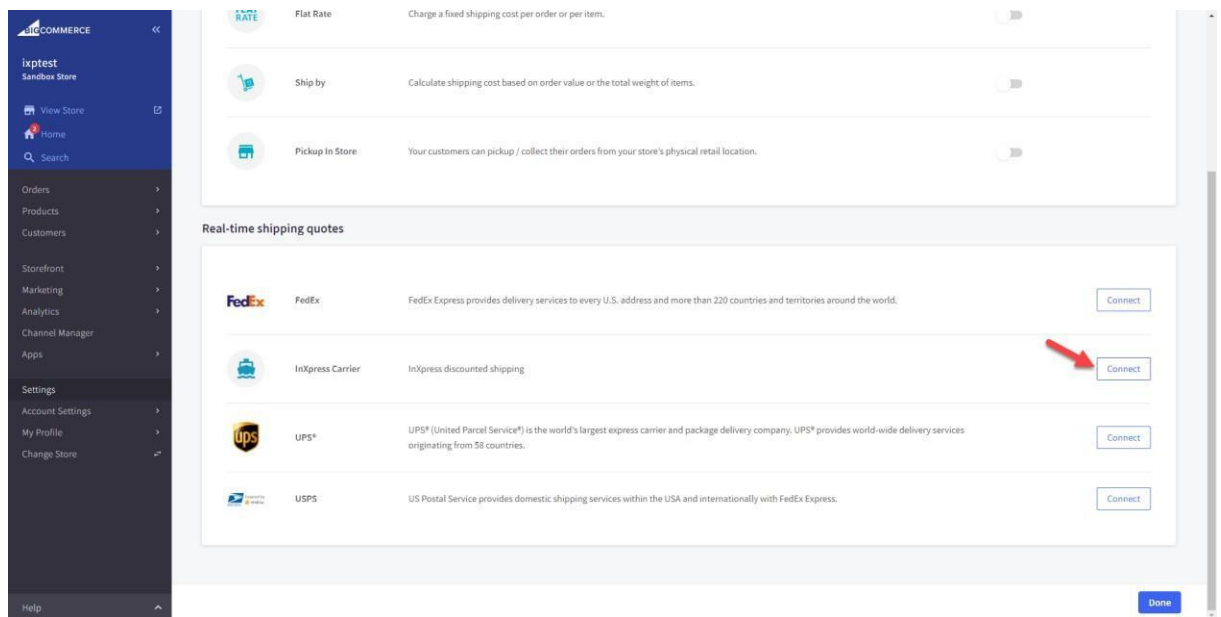 BIGCOMMERCE
ixptest
Sandbox Store
View Store
2
Home
Search
Orders
Products
Customers
Storefront
Marketing
Analytics
Channel Manager
Apps
Settings
Account Settings
My Profile
Change Store
Help
RATE
Flat Rate
Charge a fixed shipping cost per order or per item.
Ship by
Calculate shipping cost based on order value or the total weight of items.
Pickup In Store
Your customers can pickup / collect their orders from your store's physical retail location.
Real-time shipping quotes
FedEx
FedEx
FedEx Express provides delivery services to every U.S. address and more than 220 countries and territories around the world.
Connect
InXpress Carrier
InXpress discounted shipping
Connect
ups
UPS®
UPS® (United Parcel Service®) is the world's largest express carrier and package delivery company. UPS® provides world-wide delivery services
originating from 58 countries.
Connect
USPS
US Postal Service provides domestic shipping services within the USA and internationally with FedEx Express.
Connect
Done